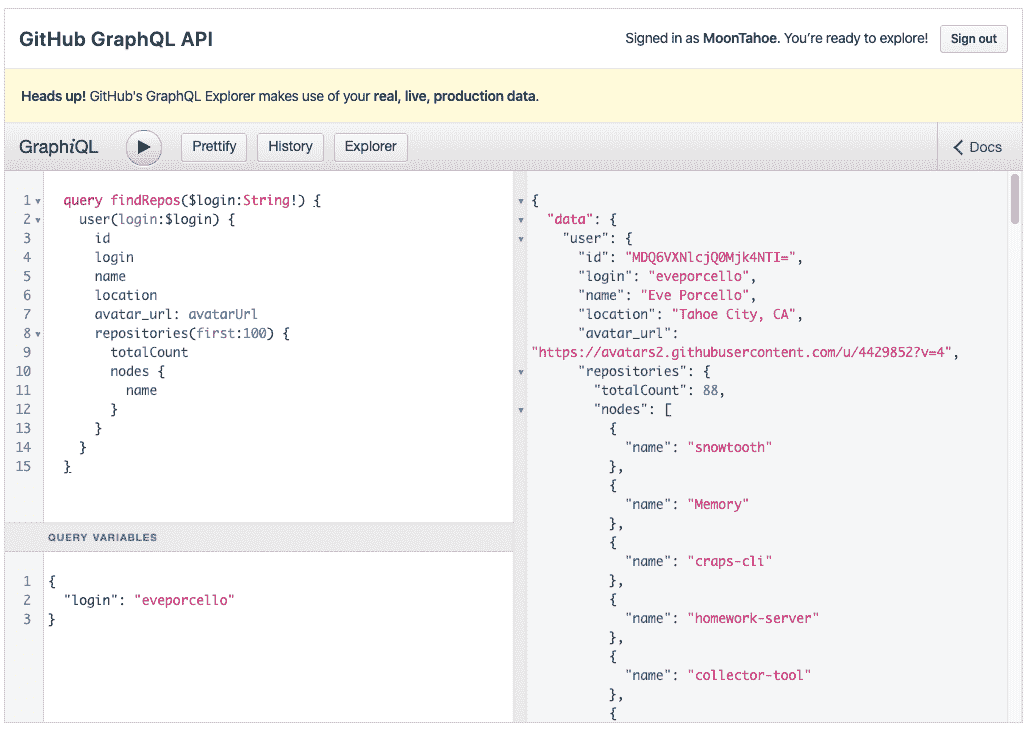 GitHub GraphQL API
Signed in as MoonTahoe. You're ready to explore! Sign out
Heads up! GitHub's GraphQL Explorer makes use of your real, live, production data.
GraphiQL Prettify History Explorer Docs
1 query findRepos($login:String!) {
2 user(login:$login) {
3 id
4 login
5 name
6 location
7 avatar_url: avatarUrl
8 repositories(first:100) {
9 totalCount
10 nodes {
11 name
12 }
13 }
14 }
15 }
QUERY VARIABLES
1 {
2 "login": "eveporcello"
3 }
{
"data": {
"user": {
"id": "MDQ6VXNlcjQ0Mjk4NTI=",
"login": "eveporcello",
"name": "Eve Porcello",
"location": "Tahoe City, CA",
"avatar_url":
"https://avatars2.githubusercontent.com/u/4429852?v=4",
"repositories": {
"totalCount": 88,
"nodes": [
{
"name": "snowtooth"
},
{
"name": "Memory"
},
{
"name": "craps-cli"
},
{
"name": "homework-server"
},
{
"name": "collector-tool"
},
{